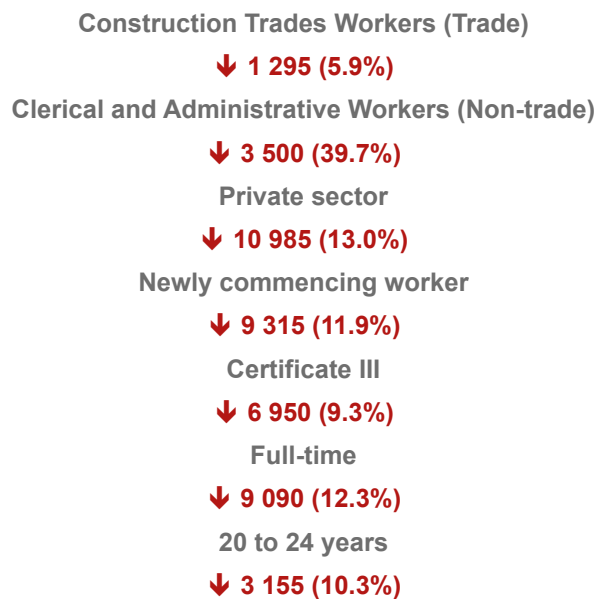 Construction Trades Workers (Trade)
↓ 1 295 (5.9%)
Clerical and Administrative Workers (Non-trade)
↓ 3 500 (39.7%)
Private sector
↓ 10 985 (13.0%)
Newly commencing worker
↓ 9 315 (11.9%)
Certificate III
↓ 6 950 (9.3%)
Full-time
↓ 9 090 (12.3%)
20 to 24 years
↓ 3 155 (10.3%)